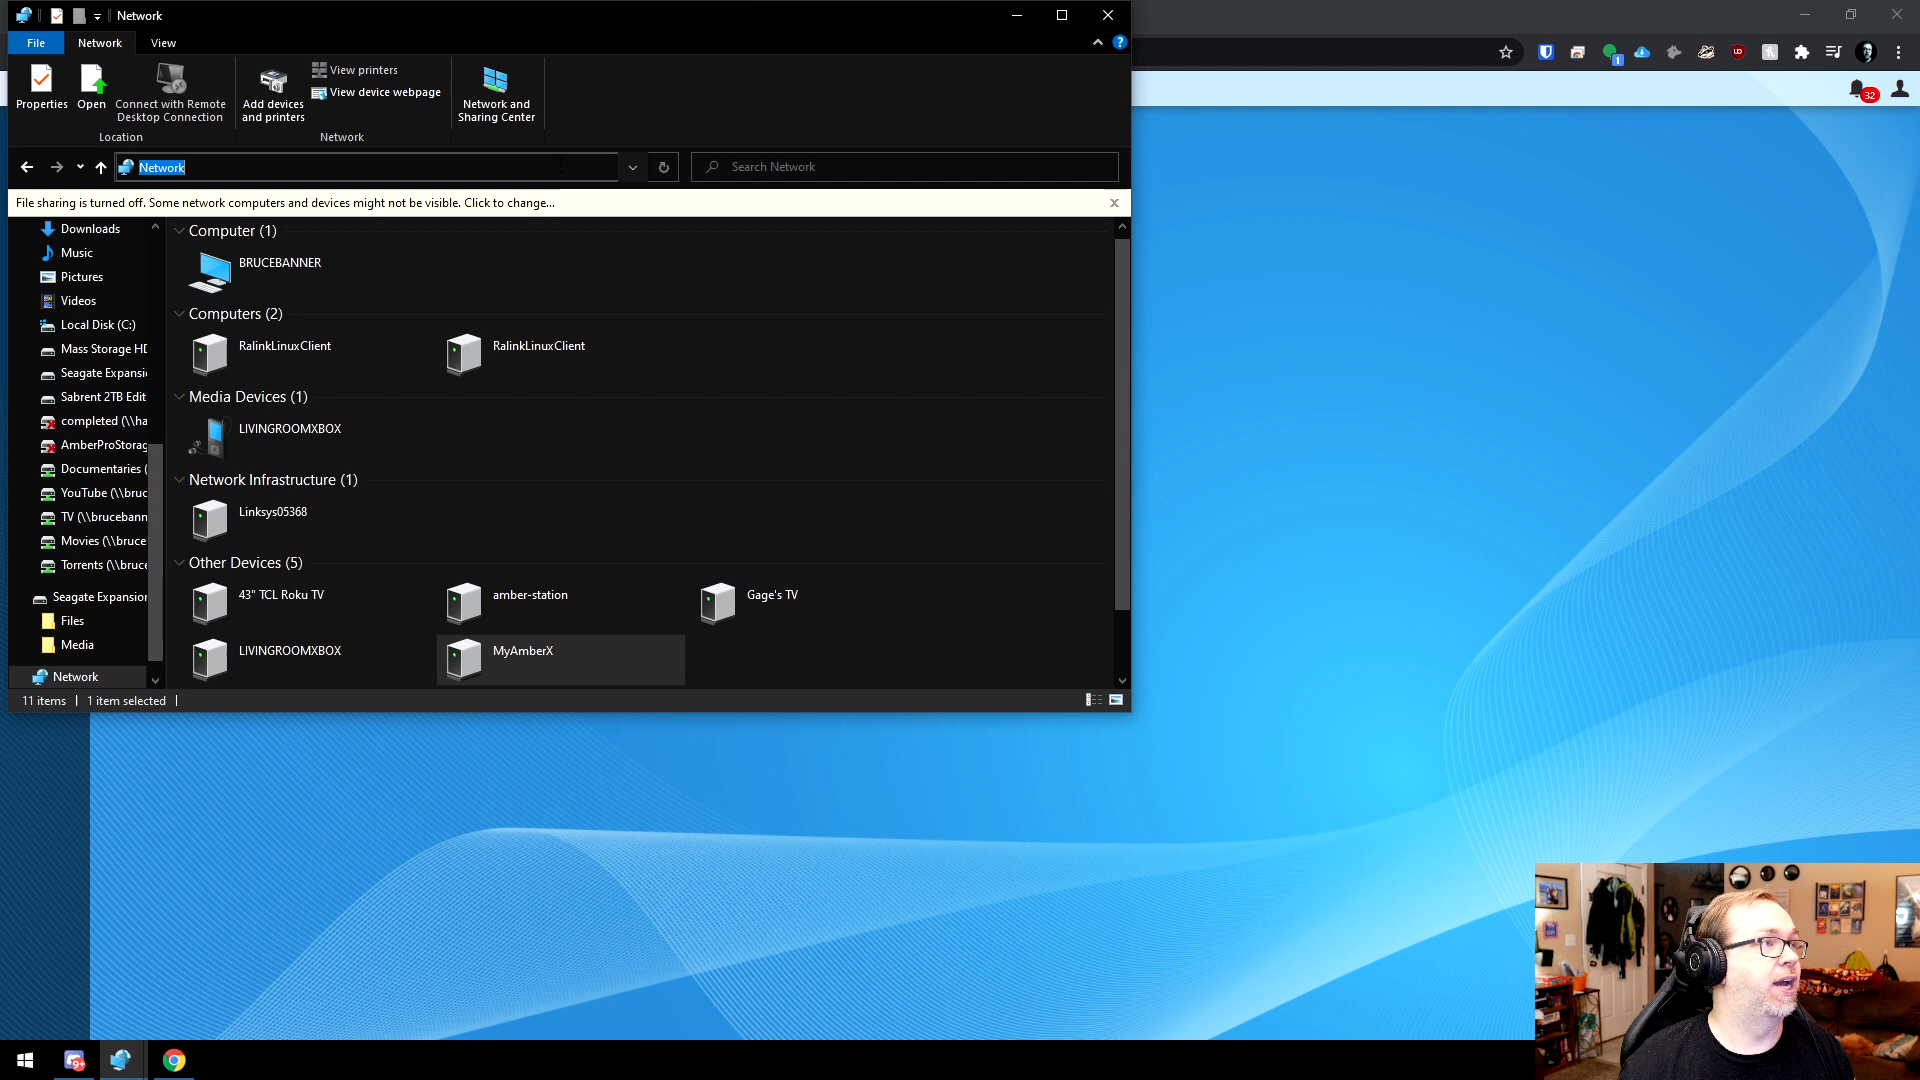 Network
File
Network
View
Properties
Open
Connect with Remote
Desktop Connection
Add devices
and printers
View printers
View device webpage
Network and
Sharing Center
Location
Network
Network
Search Network
File sharing is turned off. Some network computers and devices might not be visible. Click to change...
Downloads
Music
Pictures
Videos
Local Disk (C:)
Mass Storage HD
Seagate Expansi
Sabrent 2TB Edit
completed (\\ha
AmberProStorag
Documentaries (
YouTube (\\bruc
TV (\\brucebann
Movies (\\bruce
Torrents (\\bruce
Seagate Expansion
Files
Media
Network
Computer (1)
BRUCEBANNER
Computers (2)
RalinkLinuxClient
RalinkLinuxClient
Media Devices (1)
LIVINGROOMXBOX
Network Infrastructure (1)
Linksys05368
Other Devices (5)
43" TCL Roku TV
amber-station
Gage's TV
LIVINGROOMXBOX
MyAmberX
11 items
1 item selected
1
32
9+